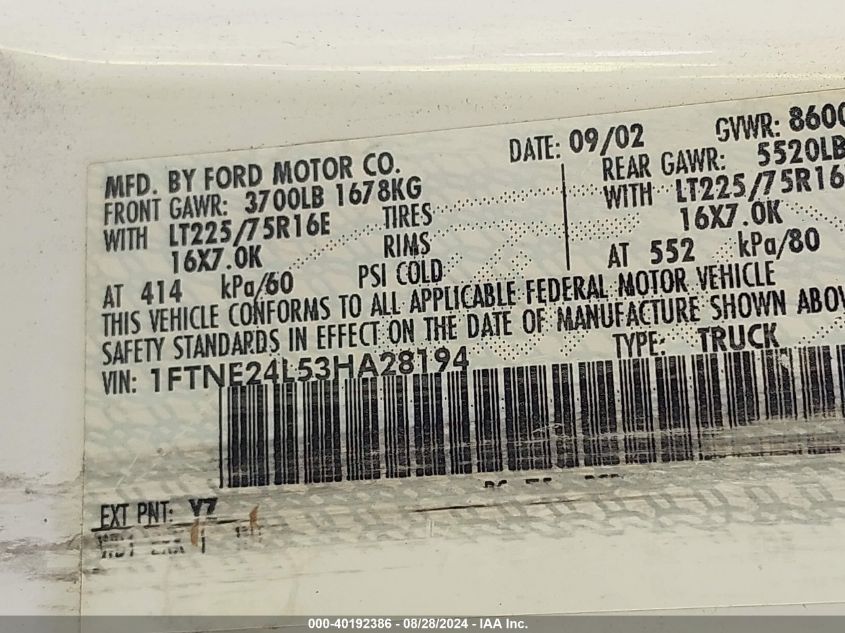 MFD. BY FORD MOTOR CO. DATE: 09/02 GVWR: 8600
FRONT GAWR: 3700LB 1678KG REAR GAWR: 5520LB
WITH LT225/75R16E TIRES WITH LT225/75R16
16X7.0K RIMS 16X7.0K
AT 414 kPa/60 PSI COLD AT 552 kPa/80
THIS VEHICLE CONFORMS TO ALL APPLICABLE FEDERAL MOTOR VEHICLE
SAFETY STANDARDS IN EFFECT ON THE DATE OF MANUFACTURE SHOWN ABOV
VIN: 1FTNE24L53HA28194 TYPE: TRUCK
EXT PNT: YZ
000-40192386 - 08/28/2024 - IAA Inc.